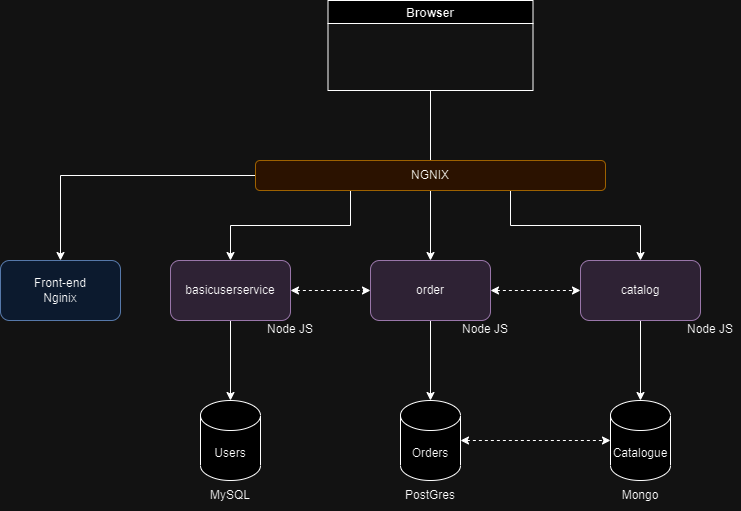 Browser
NGNIX
Front-end
Nginix
basicuserservice
order
catalog
Node JS
Node JS
Node JS
Users
Orders
Catalogue
MySQL
PostGres
Mongo